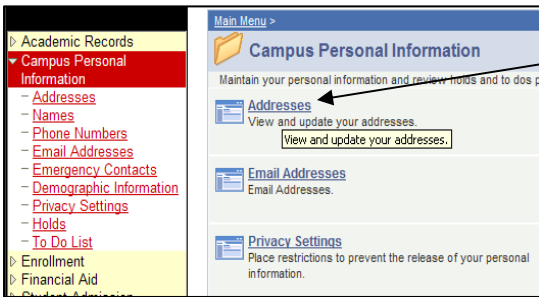 Academic Records
Campus Personal
Information
– Addresses
– Names
– Phone Numbers
– Email Addresses
– Emergency Contacts
– Demographic Information
– Privacy Settings
– Holds
– To Do List
Enrollment
Financial Aid
Student Admission
Main Menu >
Campus Personal Information
Maintain your personal information and review holds and to dos p
Addresses
View and update your addresses.
View and update your addresses.
Email Addresses
Email Addresses.
Privacy Settings
Place restrictions to prevent the release of your personal
information.